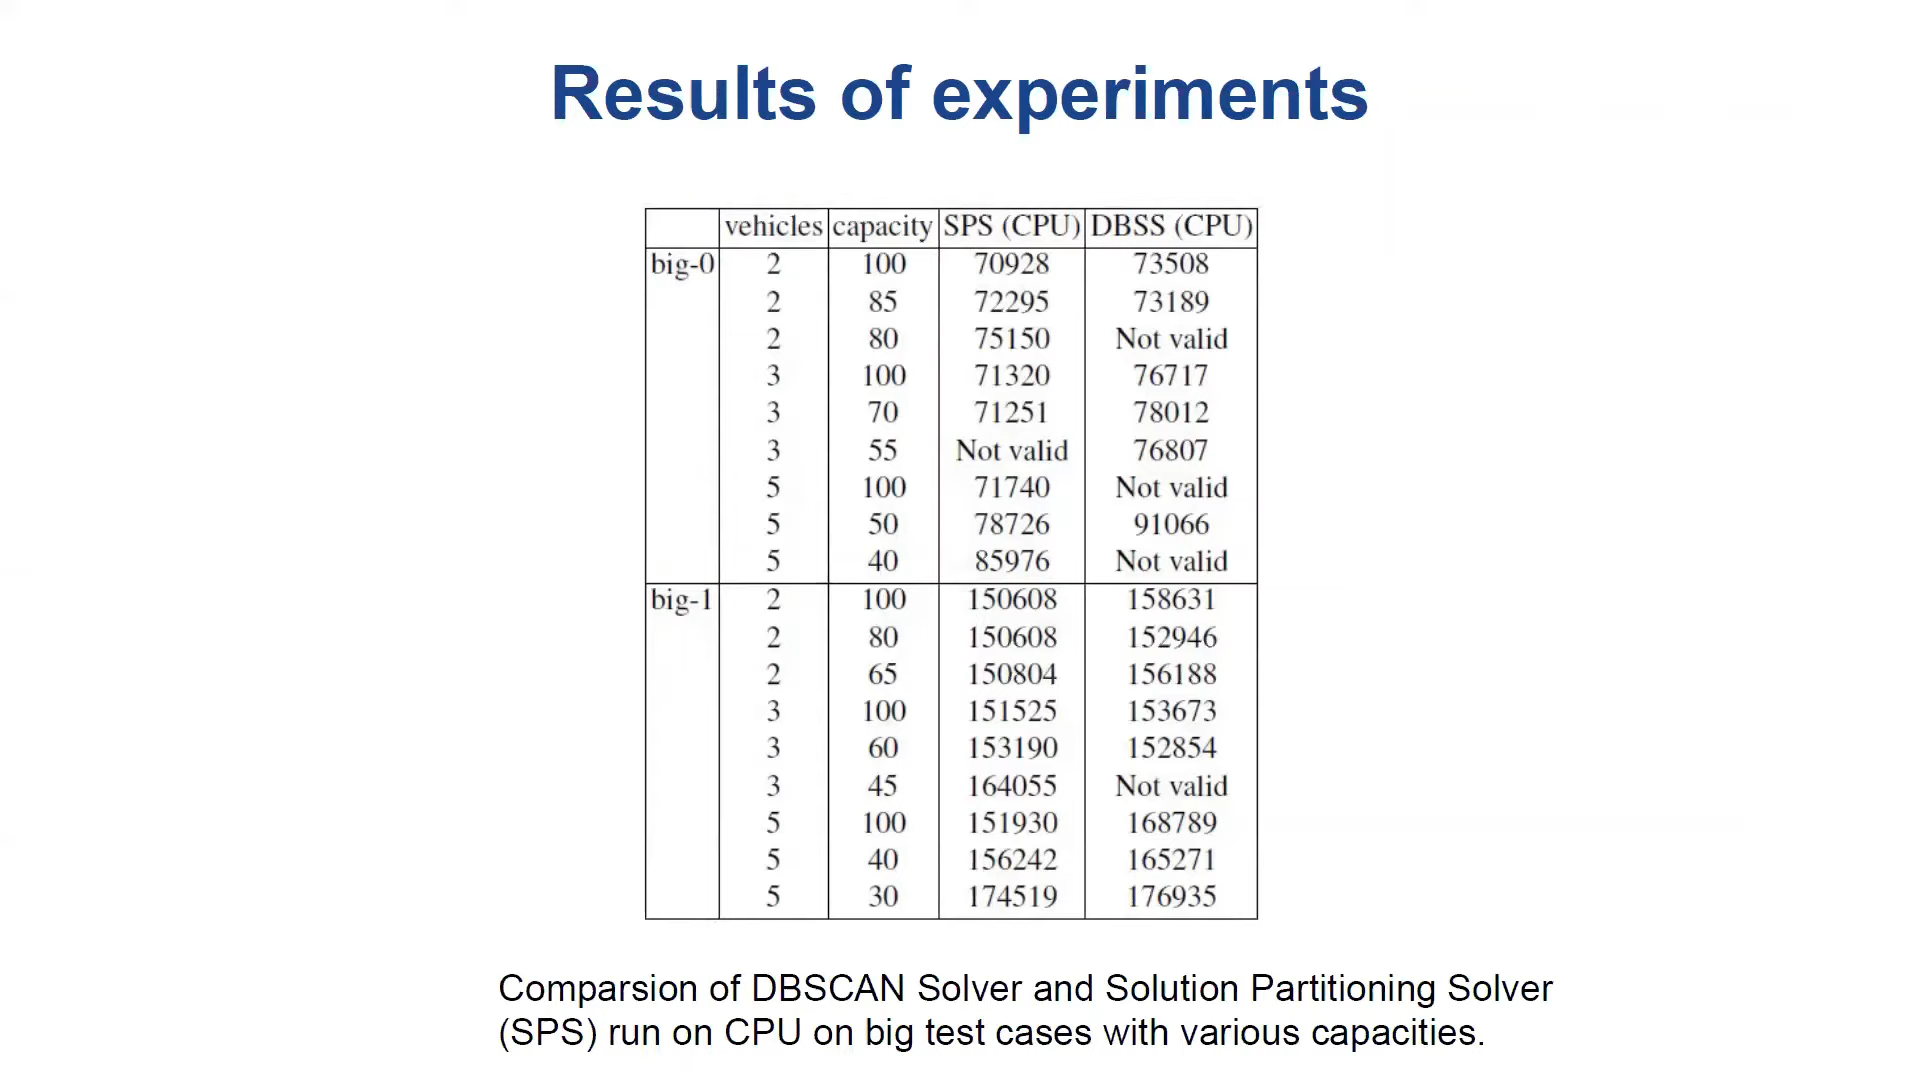 Results of experiments
vehicles capacity SPS (CPU) DBSS (CPU)
big-0 2 100 70928 73508
2 85 72295 73189
2 80 75150 Not valid
3 100 71320 76717
3 70 71251 78012
3 55 Not valid 76807
5 100 71740 Not valid
5 50 78726 91066
5 40 85976 Not valid
big-1 2 100 150608 158631
2 80 150608 152946
2 65 150804 156188
3 100 151525 153673
3 60 153190 152854
3 45 164055 Not valid
5 100 151930 168789
5 40 156242 165271
5 30 174519 176935
Comparsion of DBSCAN Solver and Solution Partitioning Solver
(SPS) run on CPU on big test cases with various capacities.